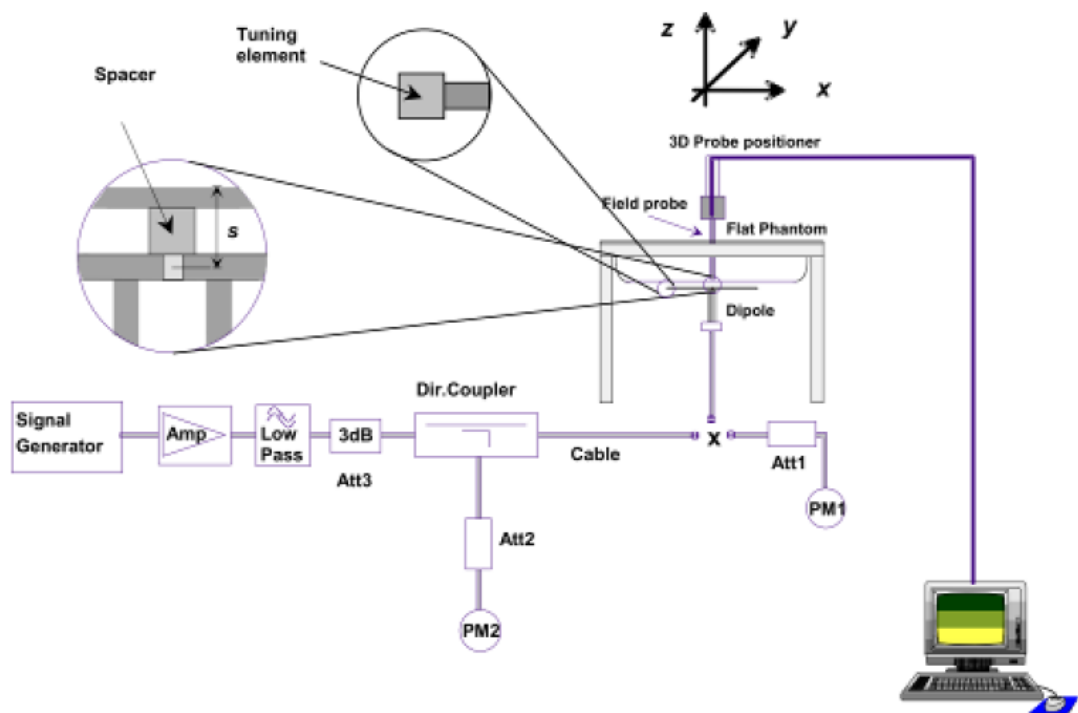 Tuning
element
Spacer
z
y
x
3D Probe positioner
Field probe
Flat Phantom
s
Dipole
Dir.Coupler
Signal
Generator
Amp
Low
Pass
3dB
Att3
Cable
x
Att1
PM1
Att2
PM2